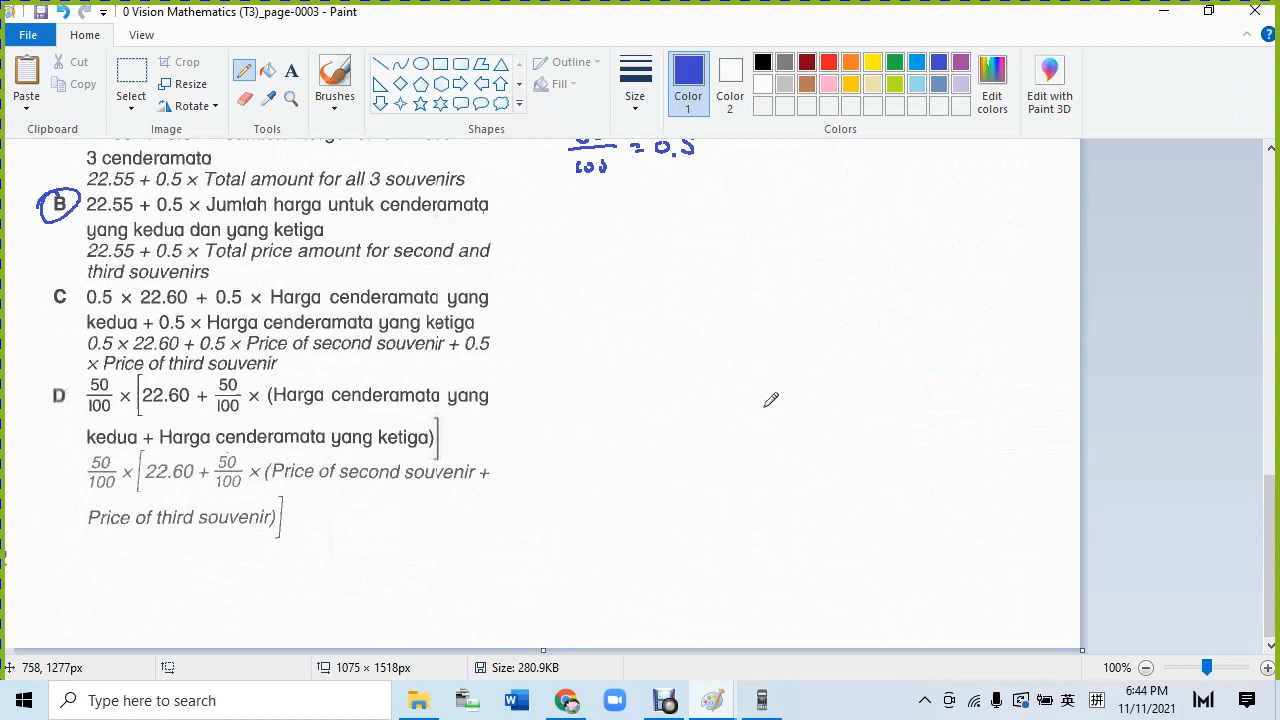 0 Vision Mathematics (T3)_page-0003 - Paint
File Home View
Paste Cut Copy Clipboard
Select Crop Resize Rotate Image
Tools
Brushes
Outline Fill Shapes
Size
Color 1 Color 2 Edit colors Colors
Edit with Paint 3D
100 = 0.5
3 cenderamata
22.55 + 0.5 × Total amount for all 3 souvenirs
B 22.55 + 0.5 × Jumlah harga untuk cenderamata
yang kedua dan yang ketiga
22.55 + 0.5 × Total price amount for second and
third souvenirs
C 0.5 × 22.60 + 0.5 × Harga cenderamata yang
kedua + 0.5 × Harga cenderamata yang ketiga
0.5 × 22.60 + 0.5 × Price of second souvenir + 0.5
× Price of third souvenir
D 50/100 × [22.60 + 50/100 × (Harga cenderamata yang
kedua + Harga cenderamata yang ketiga)]
50/100 × [22.60 + 50/100 × (Price of second souvenir +
Price of third souvenir)]
758, 1277px 1075 × 1518px Size: 280.9KB 100%
Type here to search
英 拼 6:44 PM
11/11/2021